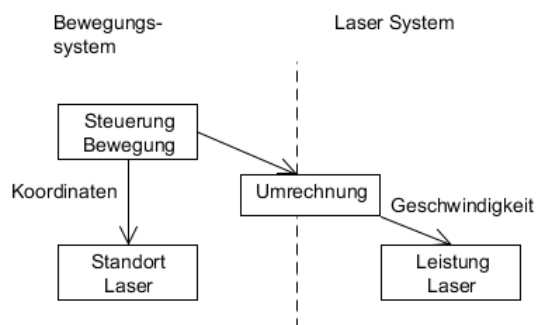 Bewegungs-
system
Laser System
Steuerung
Bewegung
Koordinaten
Umrechnung
Geschwindigkeit
Standort
Laser
Leistung
Laser